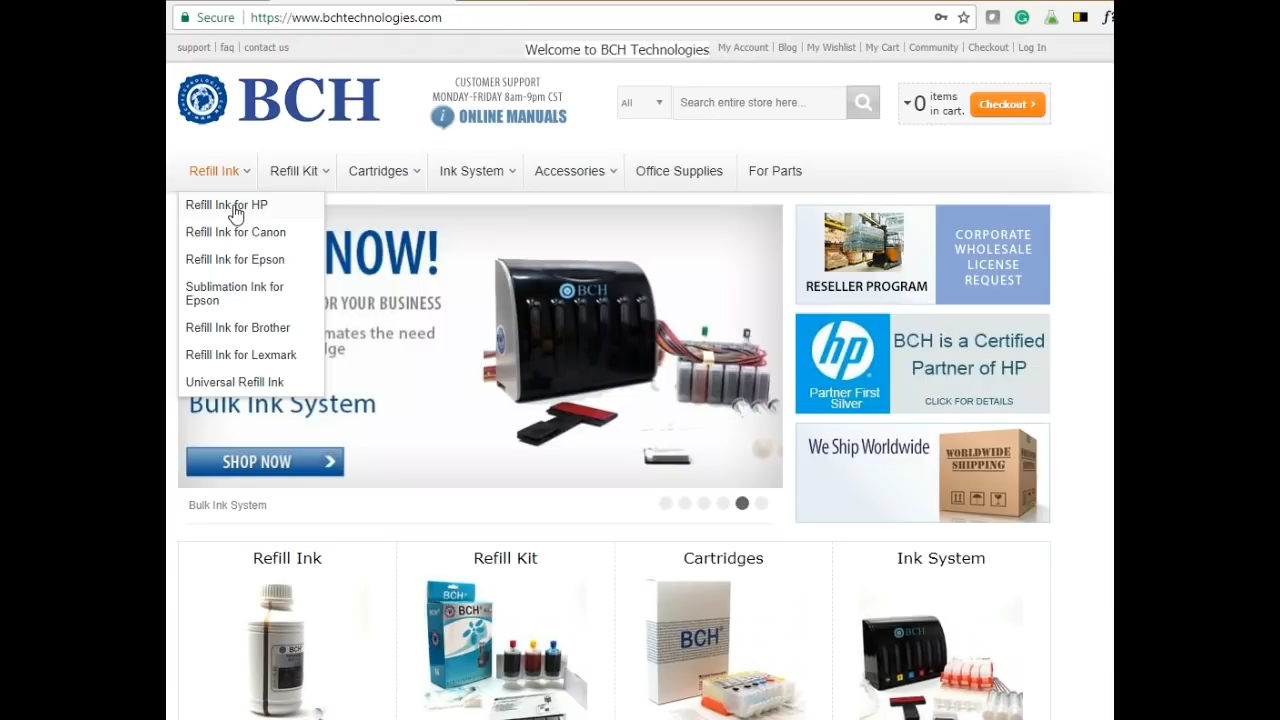 Secure https://www.bchtechnologies.com
support faq contact us
Welcome to BCH Technologies
My Account Blog My Wishlist My Cart Community Checkout Log In
BCH
CUSTOMER SUPPORT
MONDAY-FRIDAY 8am-9pm CST
ONLINE MANUALS
All
Search entire store here...
0 items in cart.
Checkout
Refill Ink Refill Kit Cartridges Ink System Accessories Office Supplies For Parts
Refill Ink for HP
Refill Ink for Canon
Refill Ink for Epson
Sublimation Ink for
Epson
Refill Ink for Brother
Refill Ink for Lexmark
Universal Refill Ink
NOW!
OR YOUR BUSINESS
mates the need
dge
Bulk Ink System
SHOP NOW
BCH
Bulk Ink System
RESELLER PROGRAM
CORPORATE
WHOLESALE
LICENSE
REQUEST
hp
Partner First
Silver
BCH is a Certified
Partner of HP
CLICK FOR DETAILS
We Ship Worldwide
WORLDWIDE
SHIPPING
Refill Ink
Refill Kit
Cartridges
Ink System
BCH
BCH
BCH
BCH
BCH